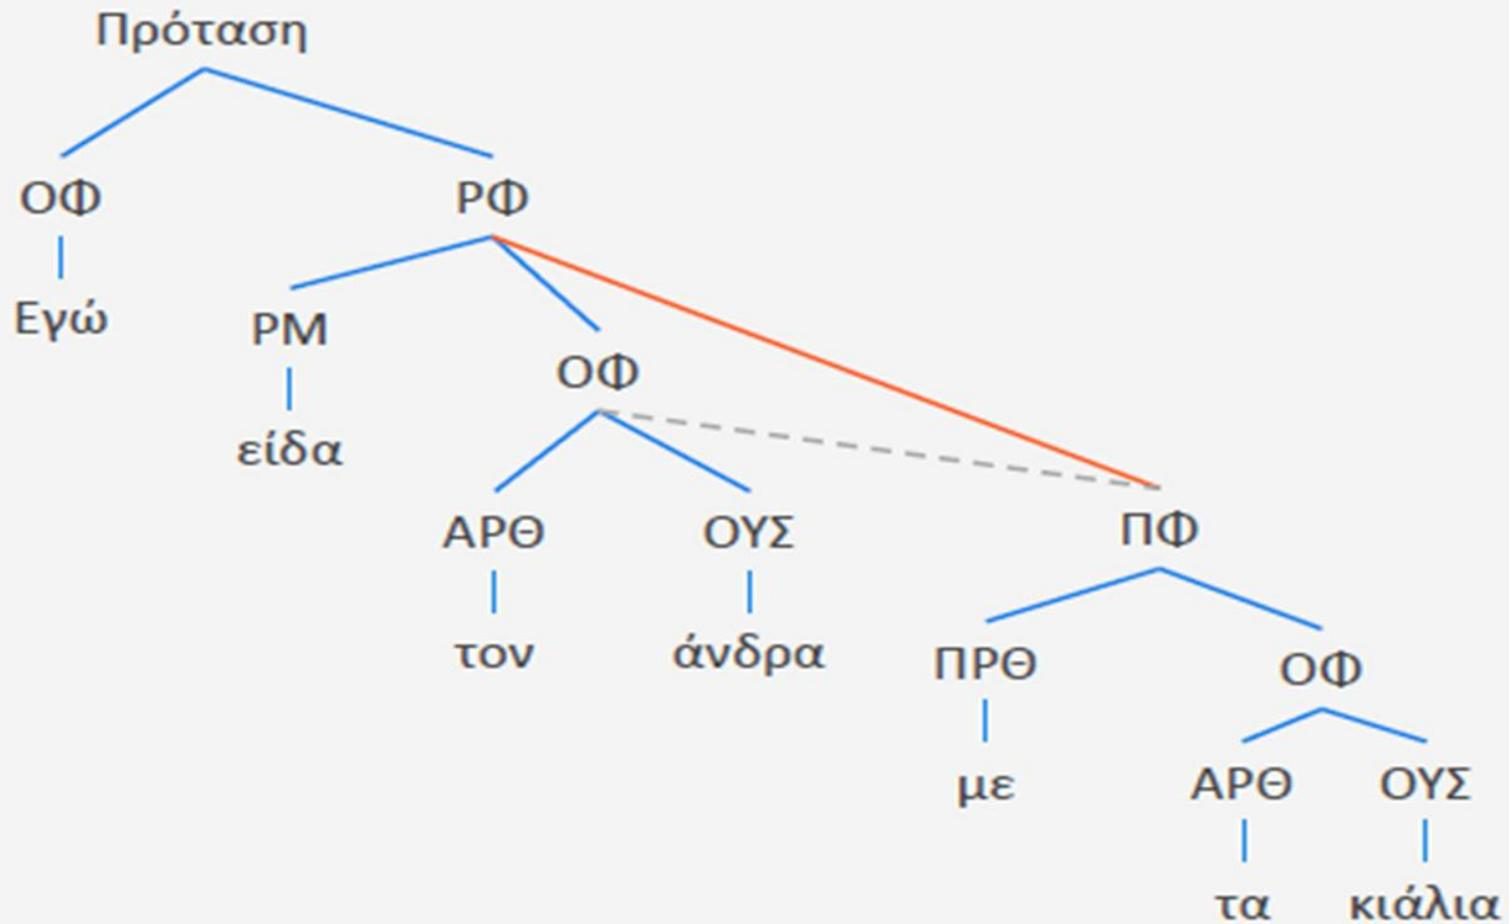 Πρόταση
ΟΦ ΡΦ
Εγώ ΡΜ
ΟΦ
είδα
ΑΡΘ ΟΥΣ ΠΦ
τον άνδρα ΠΡΘ ΟΦ
με ΑΡΘ ΟΥΣ
τα κιάλια